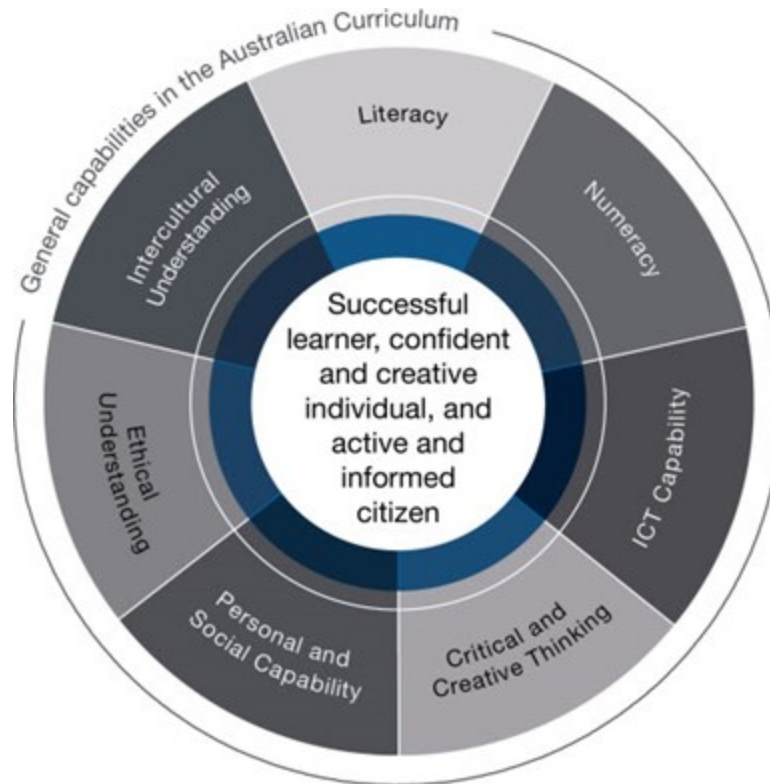 General capabilities in the Australian Curriculum
Literacy
Numeracy
ICT Capability
Critical and
Creative Thinking
Personal and
Social Capability
Ethical
Understanding
Intercultural
Understanding
Successful
learner, confident
and creative
individual, and
active and
informed
citizen